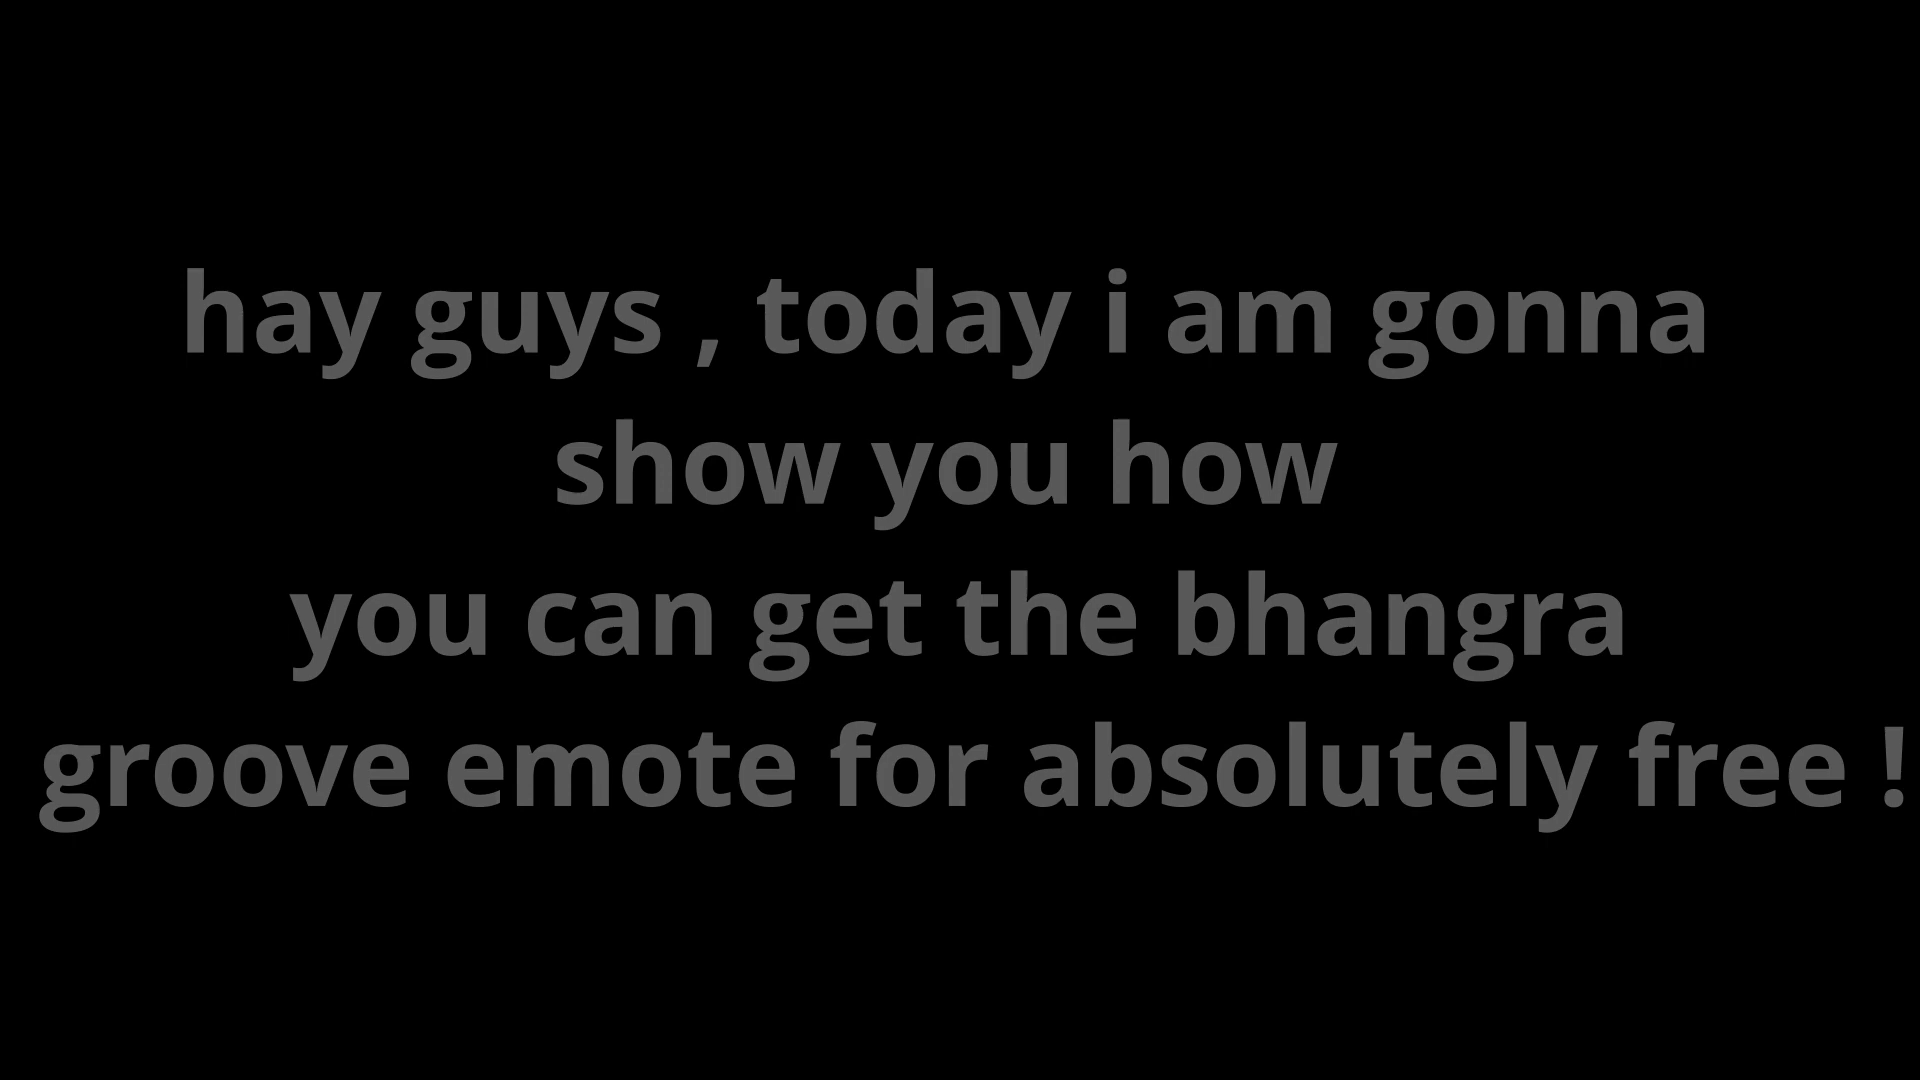 hay guys , today i am gonna
show you how
you can get the bhangra
groove emote for absolutely free !